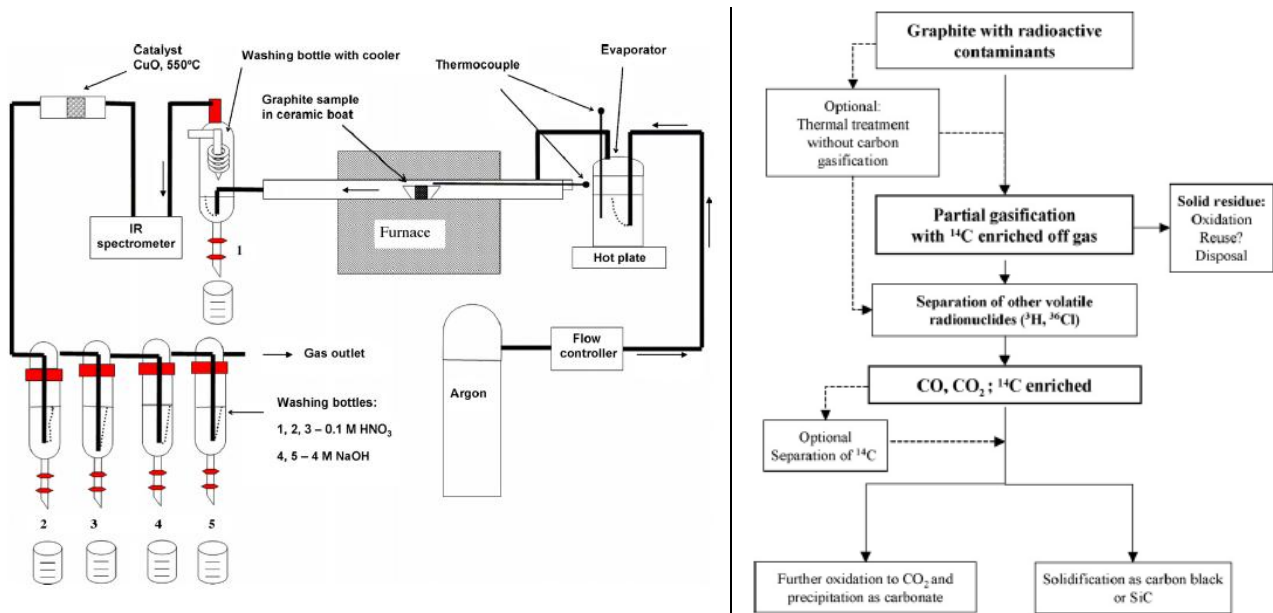 Catalyst
CuO, 550ºC
Washing bottle with cooler
Graphite sample
in ceramic boat
Thermocouple
Evaporator
IR
spectrometer
1
Furnace
Hot plate
Flow
controller
Argon
Gas outlet
Washing bottles:
1, 2, 3 – 0.1 M HNO₃
4, 5 – 4 M NaOH
2
3
4
5
Graphite with radioactive
contaminants
Optional:
Thermal treatment
without carbon
gasification
Partial gasification
with ¹⁴C enriched off gas
Solid residue:
Oxidation
Reuse?
Disposal
Separation of other volatile
radionuclides (³H, ³⁶Cl)
CO, CO₂ ; ¹⁴C enriched
Optional
Separation of ¹⁴C
Further oxidation to CO₂ and
precipitation as carbonate
Solidification as carbon black
or SiC